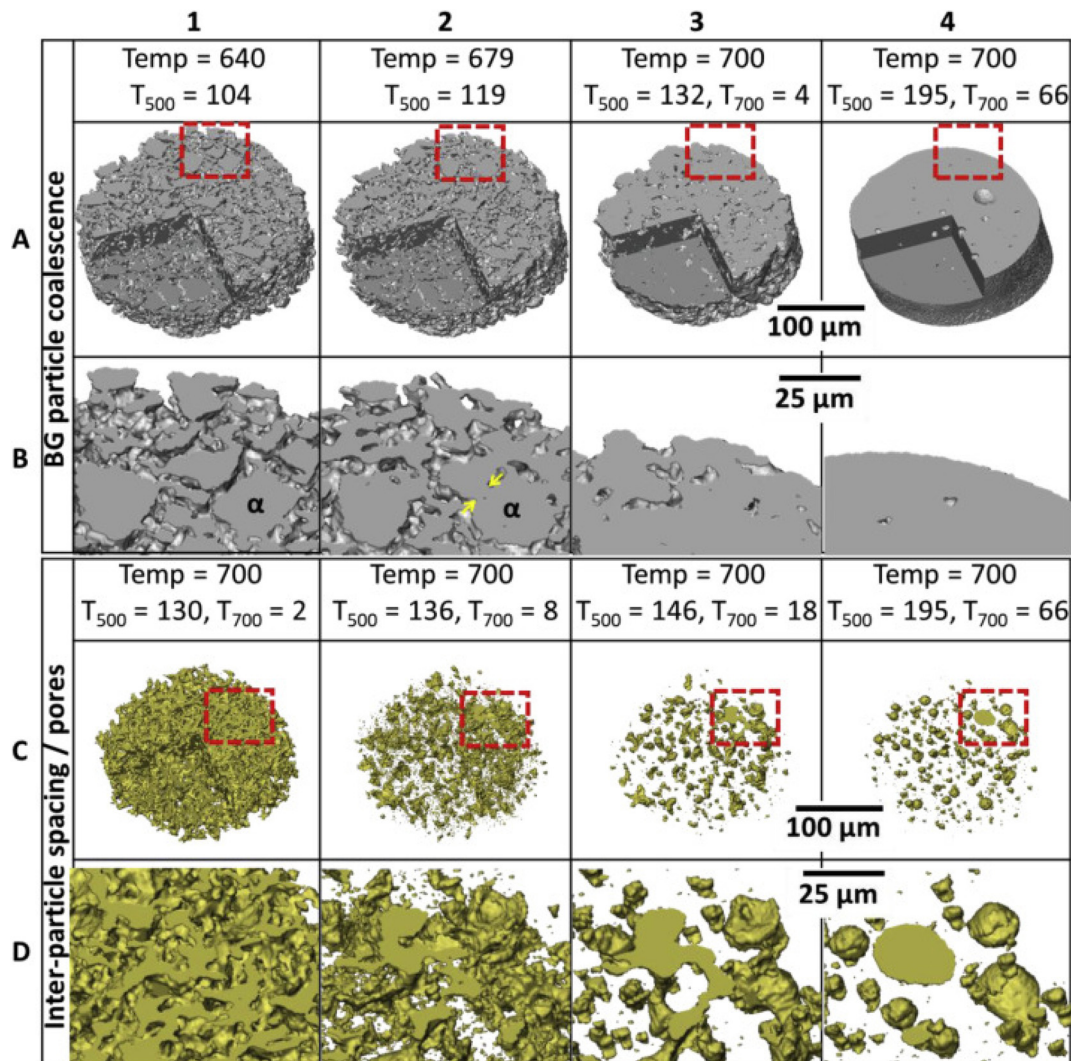 1 2 3 4
Temp = 640 Temp = 679 Temp = 700 Temp = 700
T₅₀₀ = 104 T₅₀₀ = 119 T₅₀₀ = 132, T₇₀₀ = 4 T₅₀₀ = 195, T₇₀₀ = 66
A
BG particle coalescence
100 µm
25 µm
B
α α
Temp = 700 Temp = 700 Temp = 700 Temp = 700
T₅₀₀ = 130, T₇₀₀ = 2 T₅₀₀ = 136, T₇₀₀ = 8 T₅₀₀ = 146, T₇₀₀ = 18 T₅₀₀ = 195, T₇₀₀ = 66
C
Inter-particle spacing / pores
100 µm
25 µm
D